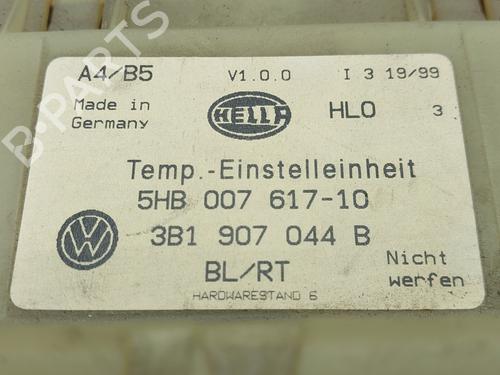 A4/B5 V1.0.0 I 3 19/99
Made in Germany
HELLA
HLO 3
Temp.-Einstelleinheit
5HB 007 617-10
3B1 907 044 B
BL/RT
Nicht werfen
HARDWARESTAND 6
B-PARTS